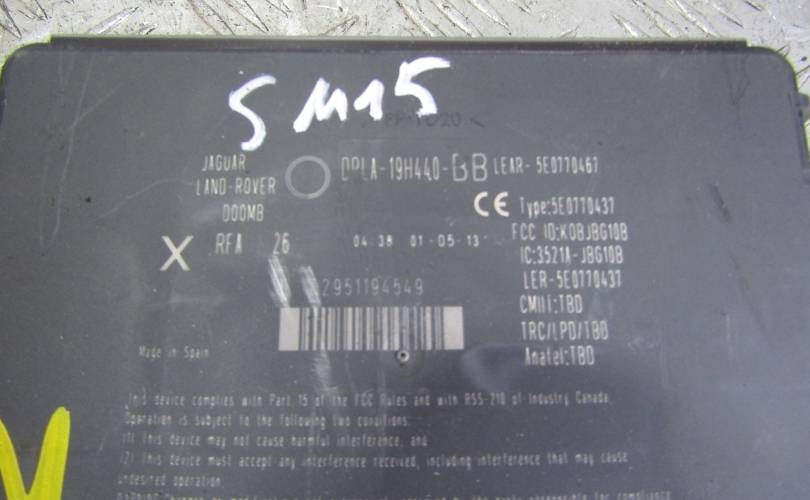 S M15
JAGUAR
LAND-ROVER
DOOMB
RFA 26
DPLA-19H440-BB LEAR-5E0770467
CE Type:5E0770437
FCC ID:KOBJBG10B
IC:3521A-JBG10B
LER-5E0770437
CMIII:TBD
TRC/LPD/TBD
Anatel:TBD
X
04:38 01-05-13
2951194549
Made in Spain
This device complies with Part 15 of the FCC Rules and with RSS-210 of Industry Canada.
Operation is subject to the following two conditions:
(1) This device may not cause harmful interference, and
(2) This device must accept any interference received, including interference that may cause
undesired operation.